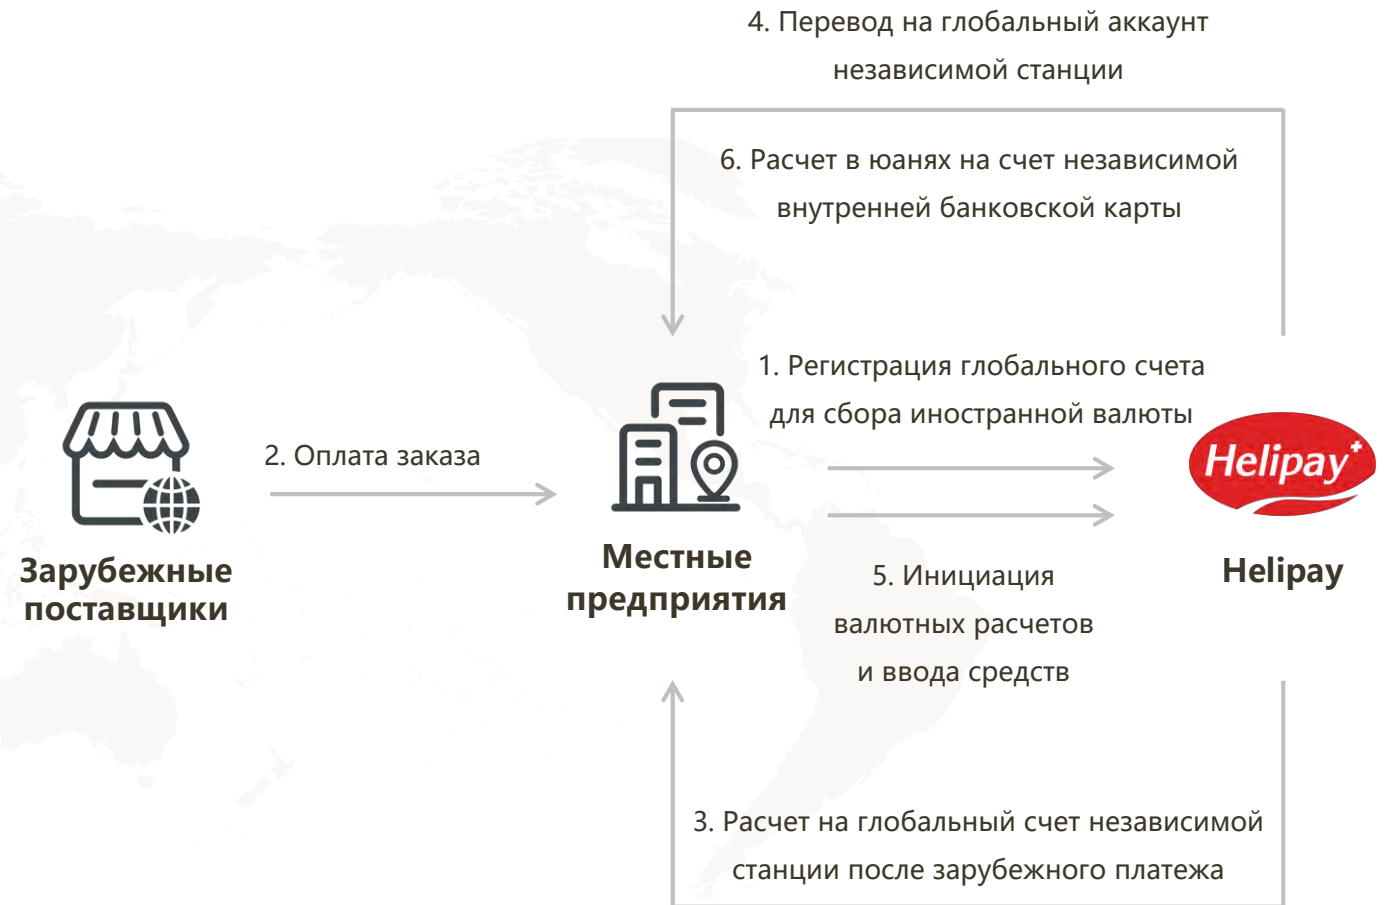 4. Перевод на глобальный аккаунт
независимой станции
6. Расчет в юанях на счет независимой
внутренней банковской карты
1. Регистрация глобального счета
для сбора иностранной валюты
2. Оплата заказа
Helipay
Зарубежные
поставщики
Местные
предприятия
5. Инициация
валютных расчетов
и ввода средств
Helipay
3. Расчет на глобальный счет независимой
станции после зарубежного платежа